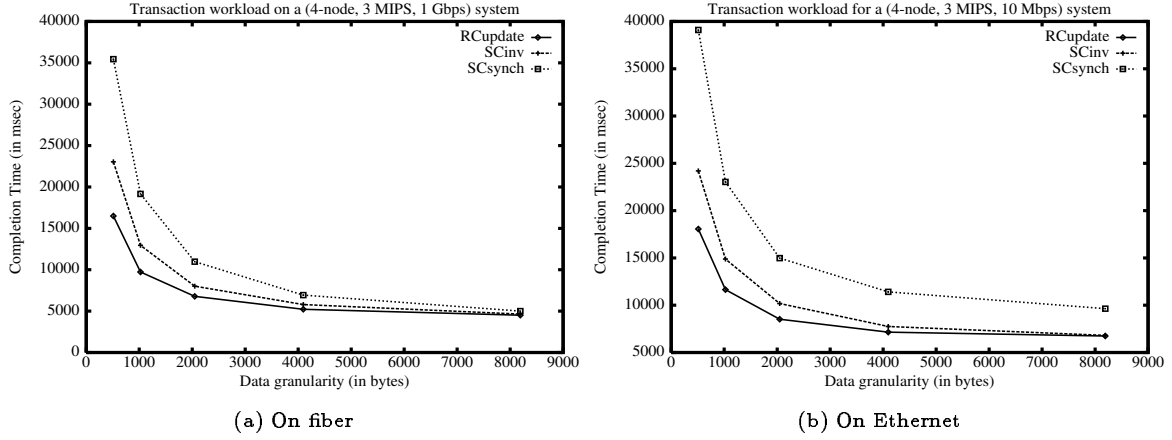 Transaction workload on a (4-node, 3 MIPS, 1 Gbps) system
40000
35000
30000
25000
20000
15000
10000
5000
0
Completion Time (in msec)
RCupdate
SCinv
SCsynch
0 1000 2000 3000 4000 5000 6000 7000 8000 9000
Data granularity (in bytes)
(a) On fiber
Transaction workload for a (4-node, 3 MIPS, 10 Mbps) system
40000
35000
30000
25000
20000
15000
10000
5000
Completion Time (in msec)
RCupdate
SCinv
SCsynch
0 1000 2000 3000 4000 5000 6000 7000 8000 9000
Data granularity (in bytes)
(b) On Ethernet